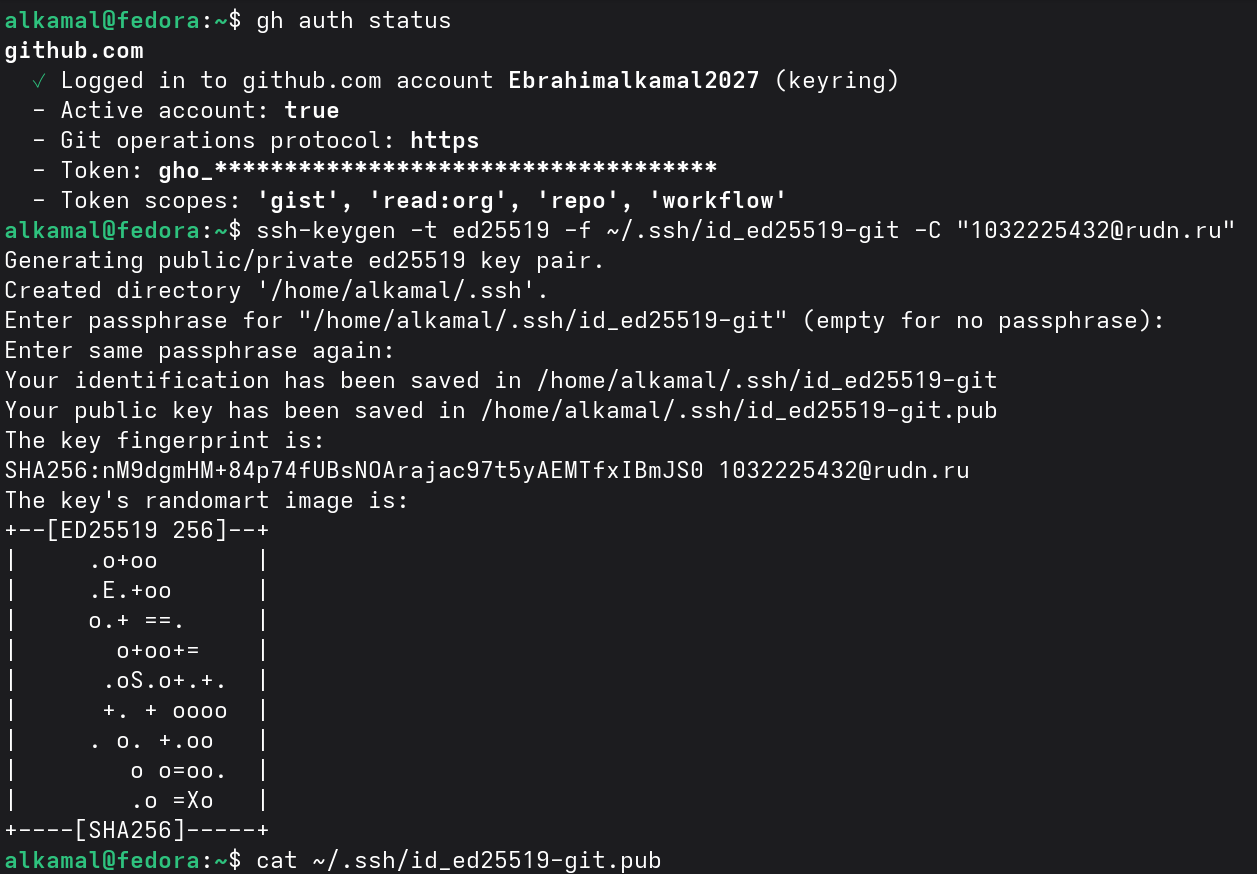 alkamal@fedora:~$ gh auth status
github.com
  ✓ Logged in to github.com account Ebrahimalkamal2027 (keyring)
  - Active account: true
  - Git operations protocol: https
  - Token: gho_************************************
  - Token scopes: 'gist', 'read:org', 'repo', 'workflow'
alkamal@fedora:~$ ssh-keygen -t ed25519 -f ~/.ssh/id_ed25519-git -C "1032225432@rudn.ru"
Generating public/private ed25519 key pair.
Created directory '/home/alkamal/.ssh'.
Enter passphrase for "/home/alkamal/.ssh/id_ed25519-git" (empty for no passphrase):
Enter same passphrase again:
Your identification has been saved in /home/alkamal/.ssh/id_ed25519-git
Your public key has been saved in /home/alkamal/.ssh/id_ed25519-git.pub
The key fingerprint is:
SHA256:nM9dgmHM+84p74fUBsNOArajac97t5yAEMTfxIBmJS0 1032225432@rudn.ru
The key's randomart image is:
+--[ED25519 256]--+
|     .o+oo       |
|     .E.+oo      |
|     o.+ ==.     |
|       o+oo+=    |
|      .oS.o+.+.  |
|      +. + oooo  |
|     . o. +.oo   |
|        o o=oo.  |
|        .o =Xo   |
+----[SHA256]-----+
alkamal@fedora:~$ cat ~/.ssh/id_ed25519-git.pub